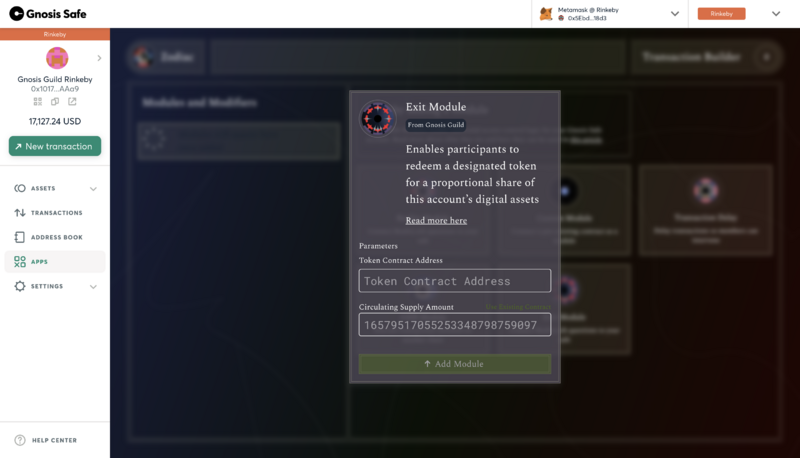 Gnosis Safe
Metamask @ Rinkeby
0x5Ebd...18d3
Rinkeby
Rinkeby
Gnosis Guild Rinkeby
0x1017...AAa9
17,127.24 USD
New transaction
ASSETS
TRANSACTIONS
ADDRESS BOOK
APPS
SETTINGS
HELP CENTER
Zodiac
Transaction Builder
Modules and Modifiers
Exit Module
From Gnosis Guild
Enables participants to
redeem a designated token
for a proportional share of
this account's digital assets
Read more here
Parameters
Token Contract Address
Token Contract Address
Circulating Supply Amount
16579517055253348798759097
Add Module
Transaction Delay